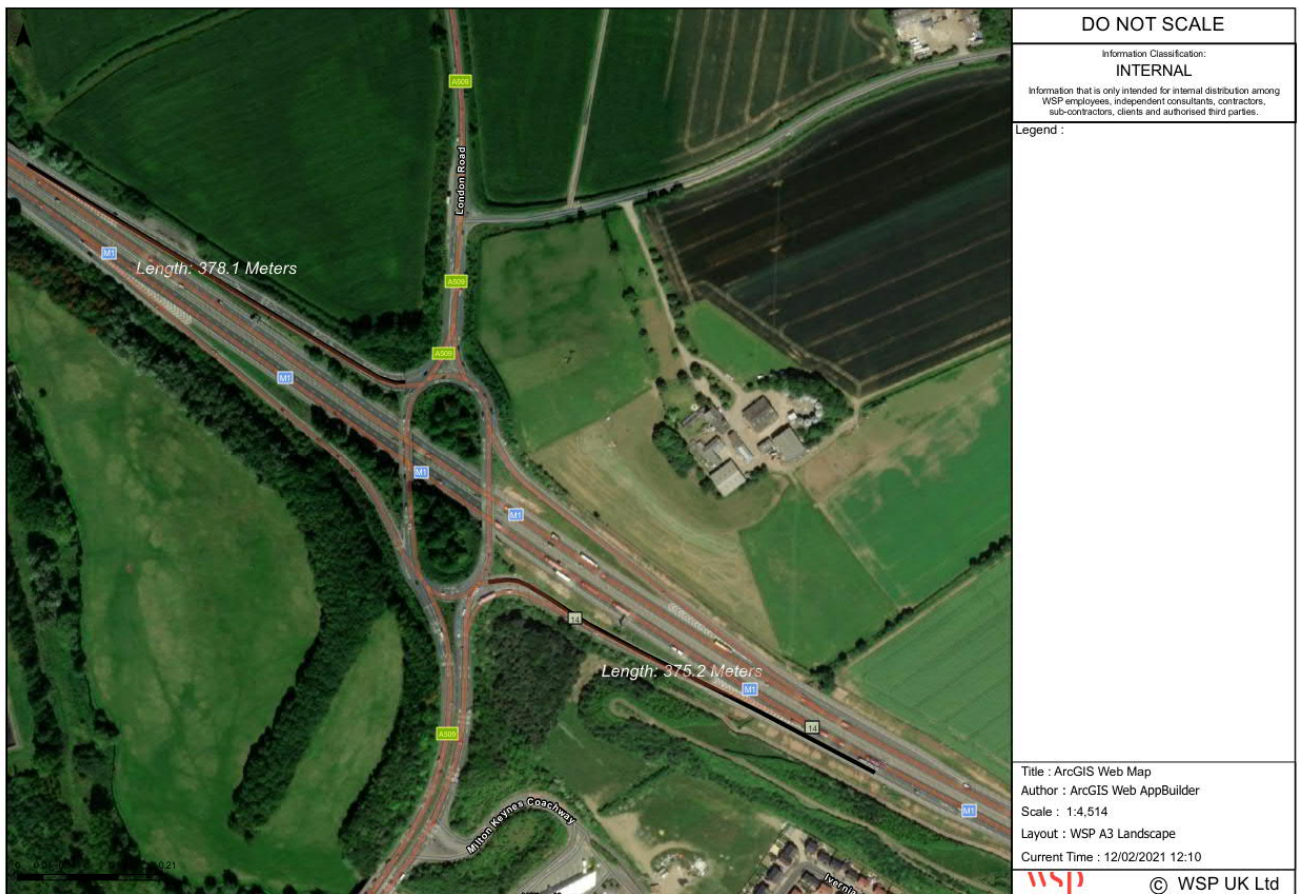 DO NOT SCALE
Information Classification:
INTERNAL
Information that is only intended for internal distribution among
WSP employees, independent consultants, contractors,
sub-contractors, clients and authorised third parties.
Legend :
A509
London Road
M1
Length: 378.1 Meters
A509
A509
M1
M1
M1
14
Length: 375.2 Meters
M1
14
A509
M1
Milton Keynes Coachway
Title : ArcGIS Web Map
Author : ArcGIS Web AppBuilder
Scale : 1:4,514
Layout : WSP A3 Landscape
Current Time : 12/02/2021 12:10
wsp
© WSP UK Ltd